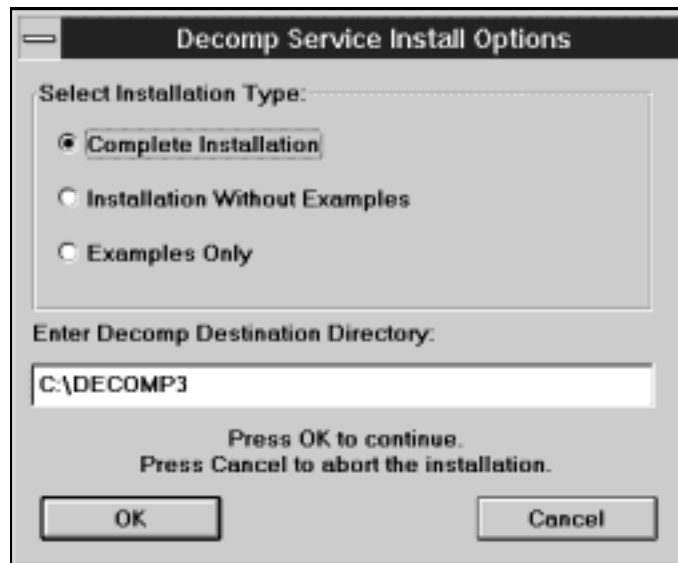 Decomp Service Install Options
Select Installation Type:
Complete Installation
Installation Without Examples
Examples Only
Enter Decomp Destination Directory:
C:\DECOMP3
Press OK to continue.
Press Cancel to abort the installation.
OK
Cancel